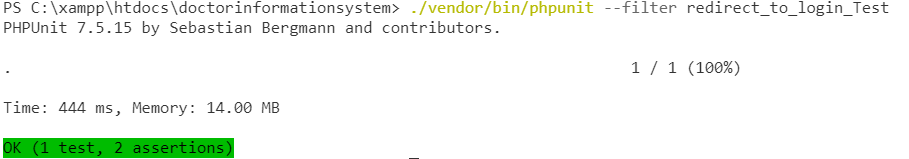 PS C:\xampp\htdocs\doctorinformationsystem> ./vendor/bin/phpunit --filter redirect_to_login_Test
PHPUnit 7.5.15 by Sebastian Bergmann and contributors.
. 1 / 1 (100%)
Time: 444 ms, Memory: 14.00 MB
OK (1 test, 2 assertions)